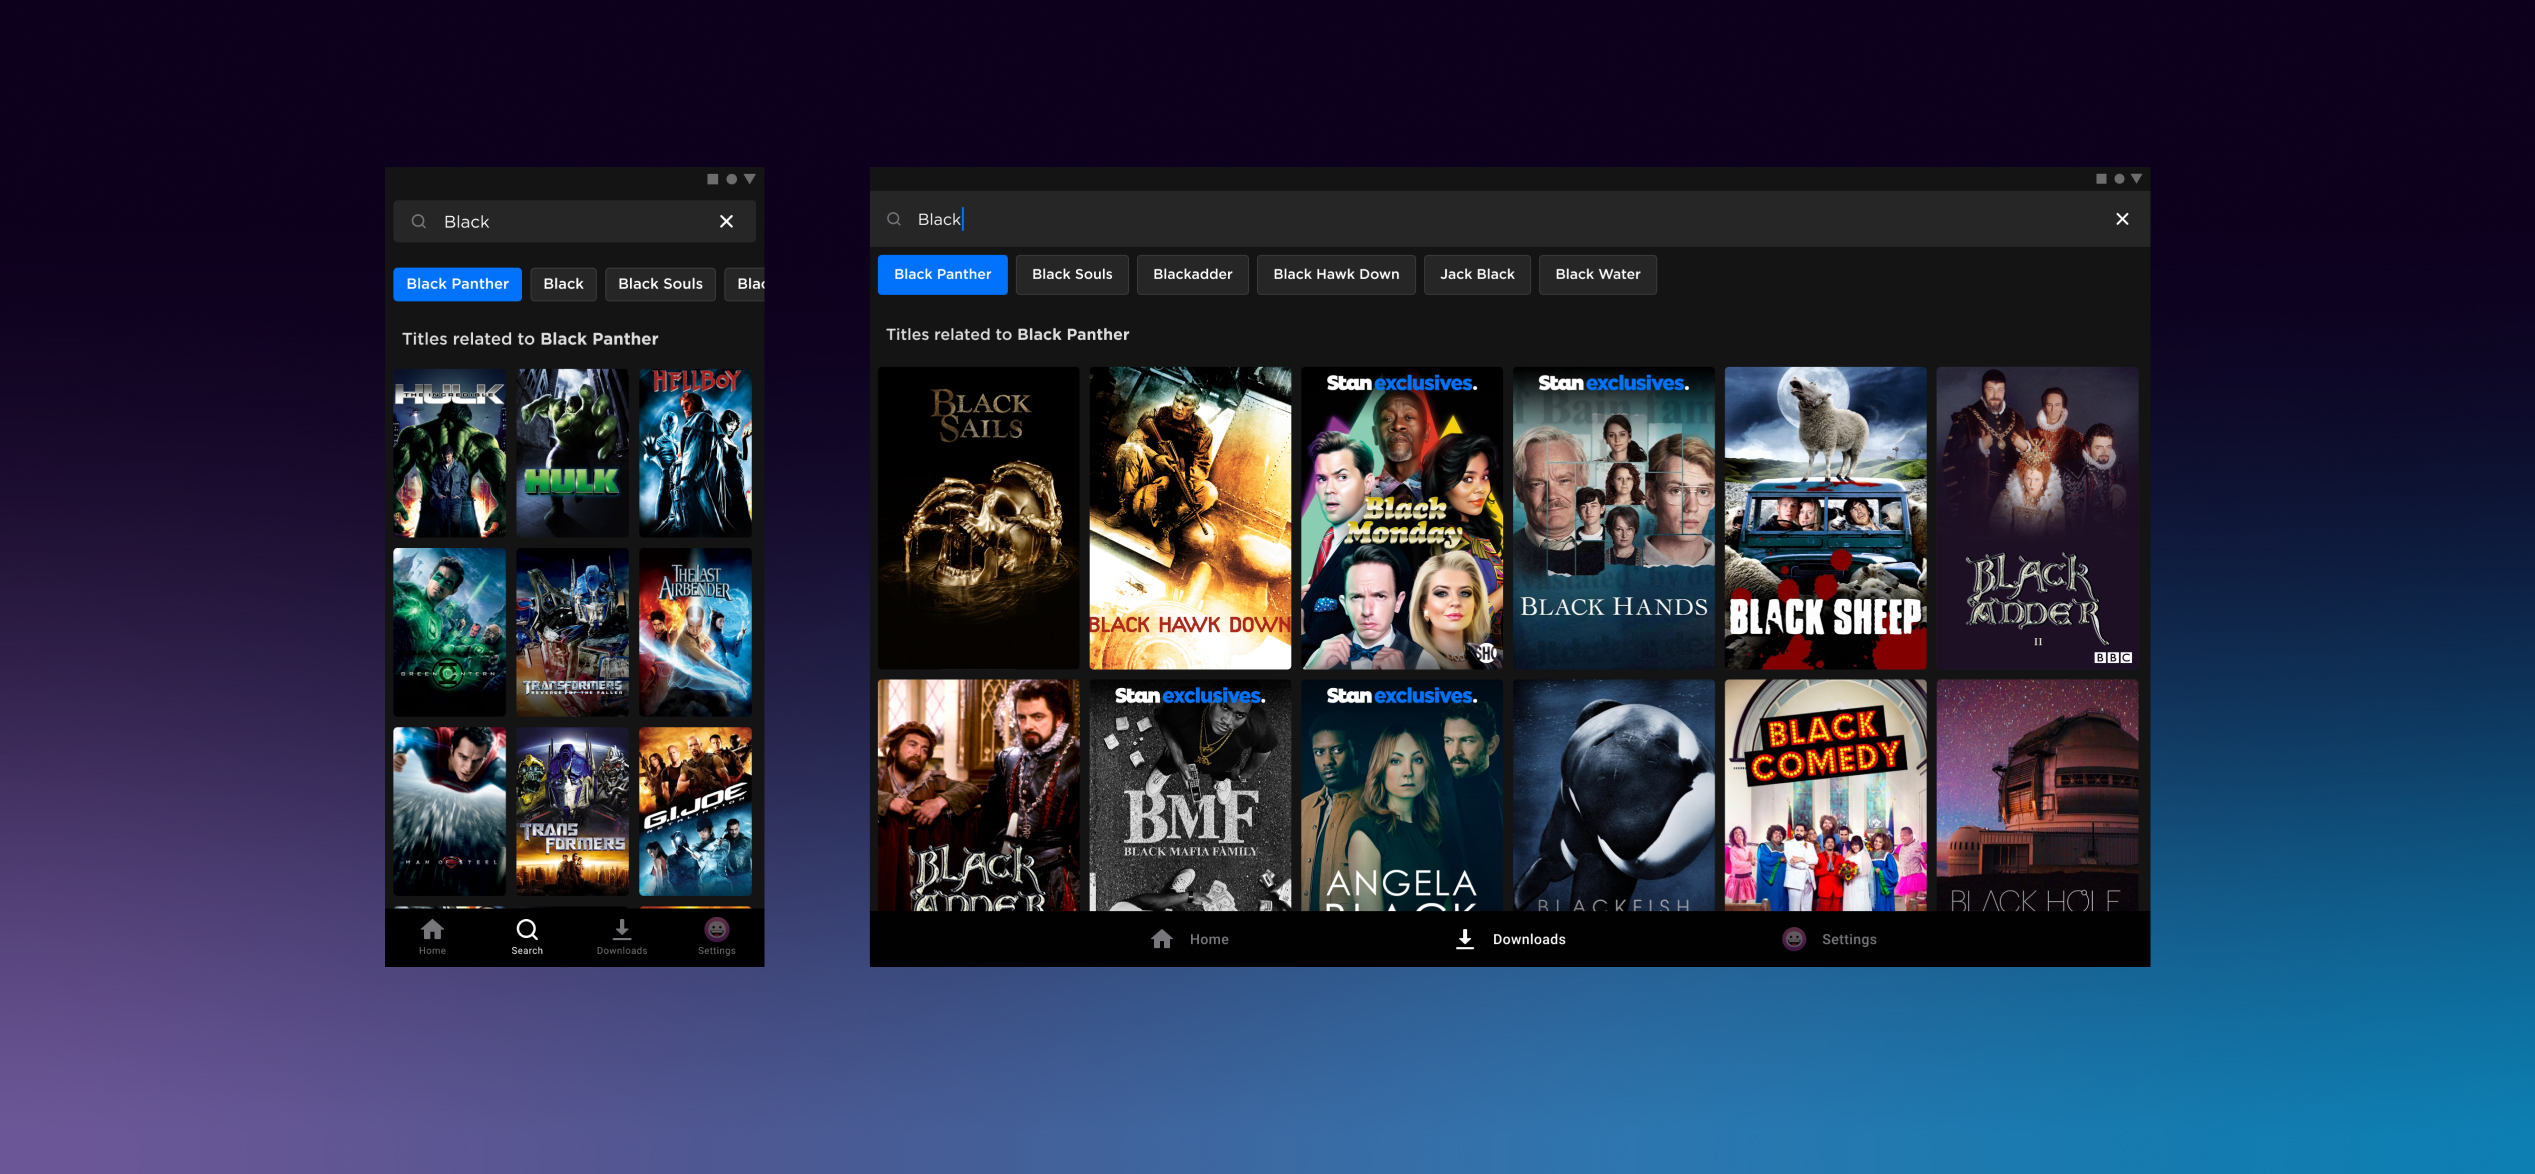 Black
Black Panther
Black
Black Souls
Blac
Titles related to Black Panther
HULK
THE INCREDIBLE
HULK
HELLBOY
GREEN LANTERN
TRANSFORMERS
REVENGE OF THE FALLEN
THE LAST
AIRBENDER
MAN OF STEEL
TRANS
FORMERS
G.I. JOE
RETALIATION
Home
Search
Downloads
Settings
Black
Black Panther
Black Souls
Blackadder
Black Hawk Down
Jack Black
Black Water
Titles related to Black Panther
BLACK
SAILS
BLACK HAWK DOWN
Stan exclusives.
Black
Monday
SHO
Stan exclusives.
BLACK HANDS
BLACK SHEEP
BLACK
ADDER
II
BBC
BLACK
ADDER
Stan exclusives.
BMF
BLACK MAFIA FAMILY
Stan exclusives.
ANGELA
BLACK
BLACKFISH
BLACK
COMEDY
BLACK HOLE
Home
Downloads
Settings